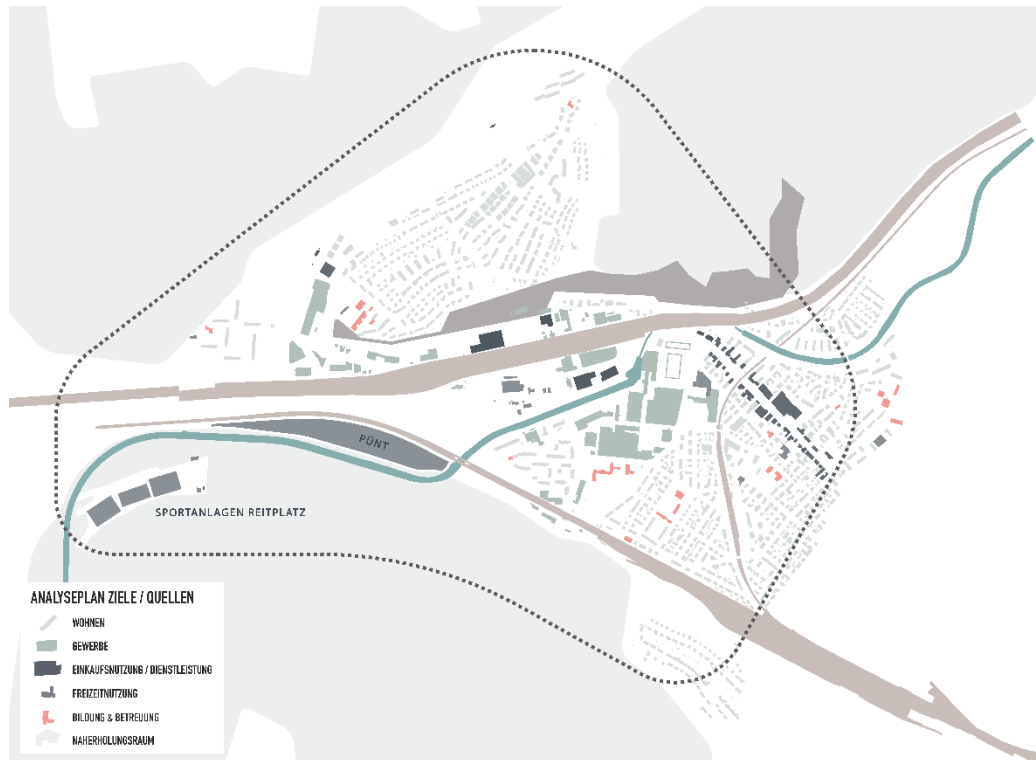 PÜNT
SPORTANLAGEN REITPLATZ
ANALYSEPLAN ZIELE / QUELLEN
WOHNEN
GEWERBE
EINKAUFSNUTZUNG / DIENSTLEISTUNG
FREIZEITNUTZUNG
BILDUNG & BETREUUNG
NAHERHOLUNGSRAUM